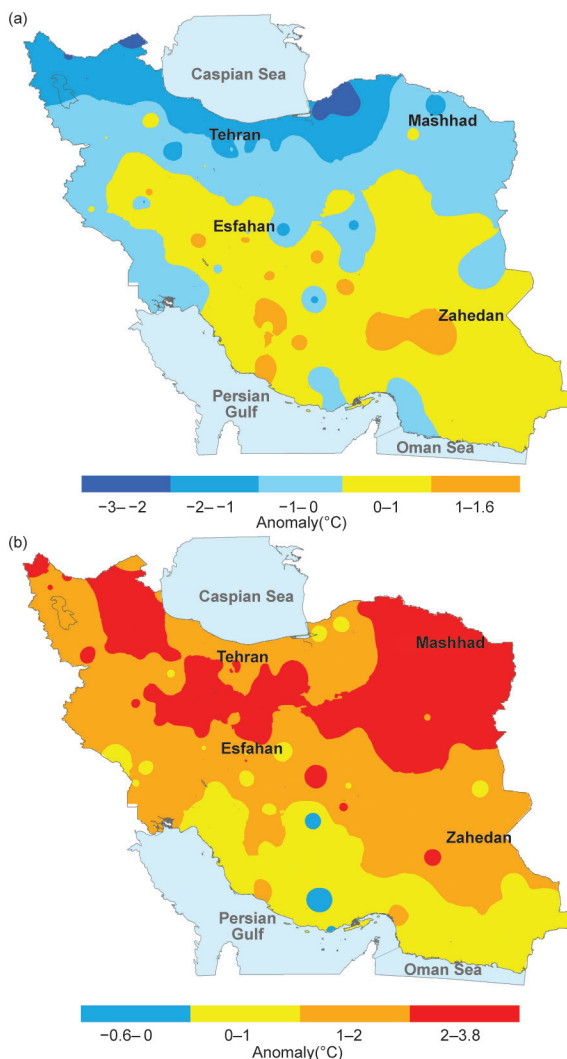 (a)
Caspian Sea
Mashhad
Tehran
Esfahan
Zahedan
Persian
Gulf
Oman Sea
−3– −2
−2– −1
−1– 0
0–1
1–1.6
Anomaly(°C)
(b)
Caspian Sea
Mashhad
Tehran
Esfahan
Zahedan
Persian
Gulf
Oman Sea
−0.6– 0
0–1
1–2
2–3.8
Anomaly(°C)